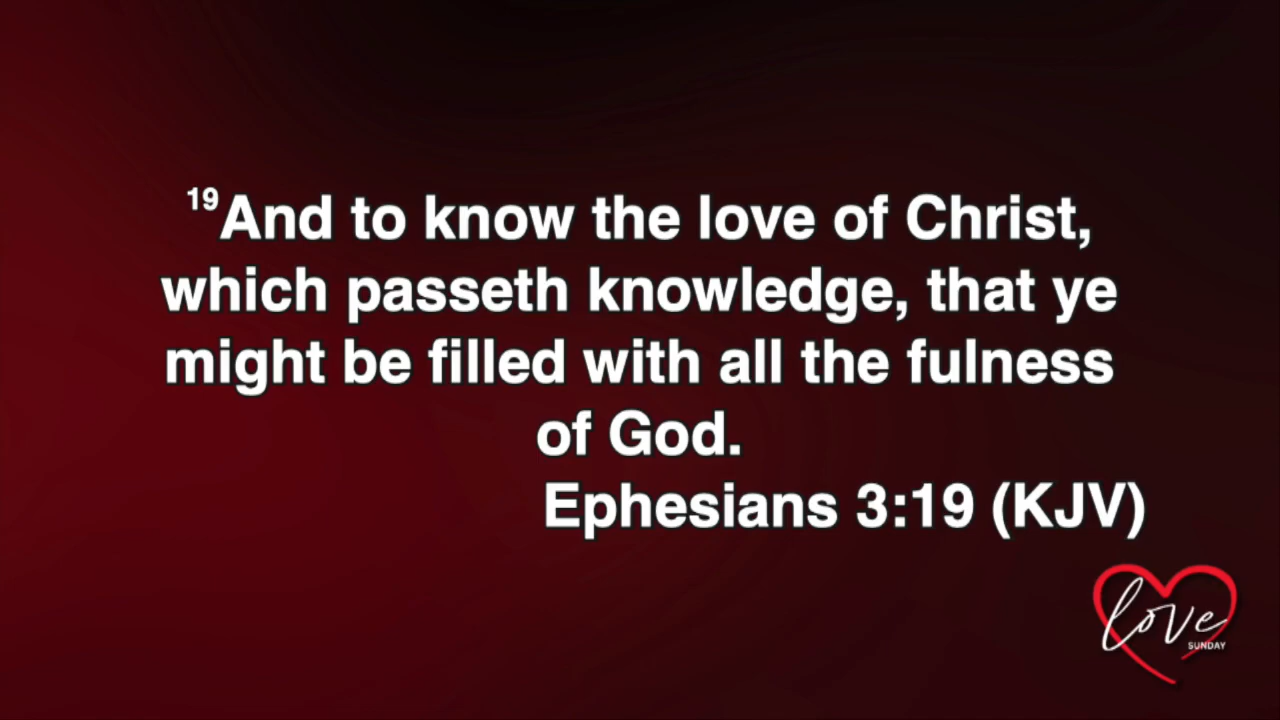 19And to know the love of Christ,
which passeth knowledge, that ye
might be filled with all the fulness
of God.
Ephesians 3:19 (KJV)
love
SUNDAY